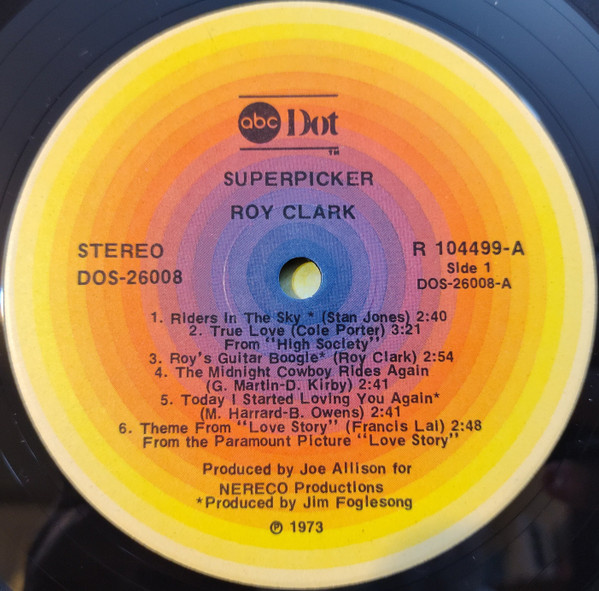 abc Dot
TM
SUPERPICKER
ROY CLARK
STEREO
DOS-26008
R 104499-A
Side 1
DOS-26008-A
1. Riders In The Sky * (Stan Jones) 2:40
2. True Love (Cole Porter) 3:21
From "High Society"
3. Roy's Guitar Boogie* (Roy Clark) 2:54
4. The Midnight Cowboy Rides Again
(G. Martin-D. Kirby) 2:41
5. Today I Started Loving You Again*
(M. Harrard-B. Owens) 2:41
6. Theme From "Love Story" (Francis Lai) 2:48
From the Paramount Picture "Love Story"
Produced by Joe Allison for
NERECO Productions
*Produced by Jim Foglesong
℗ 1973